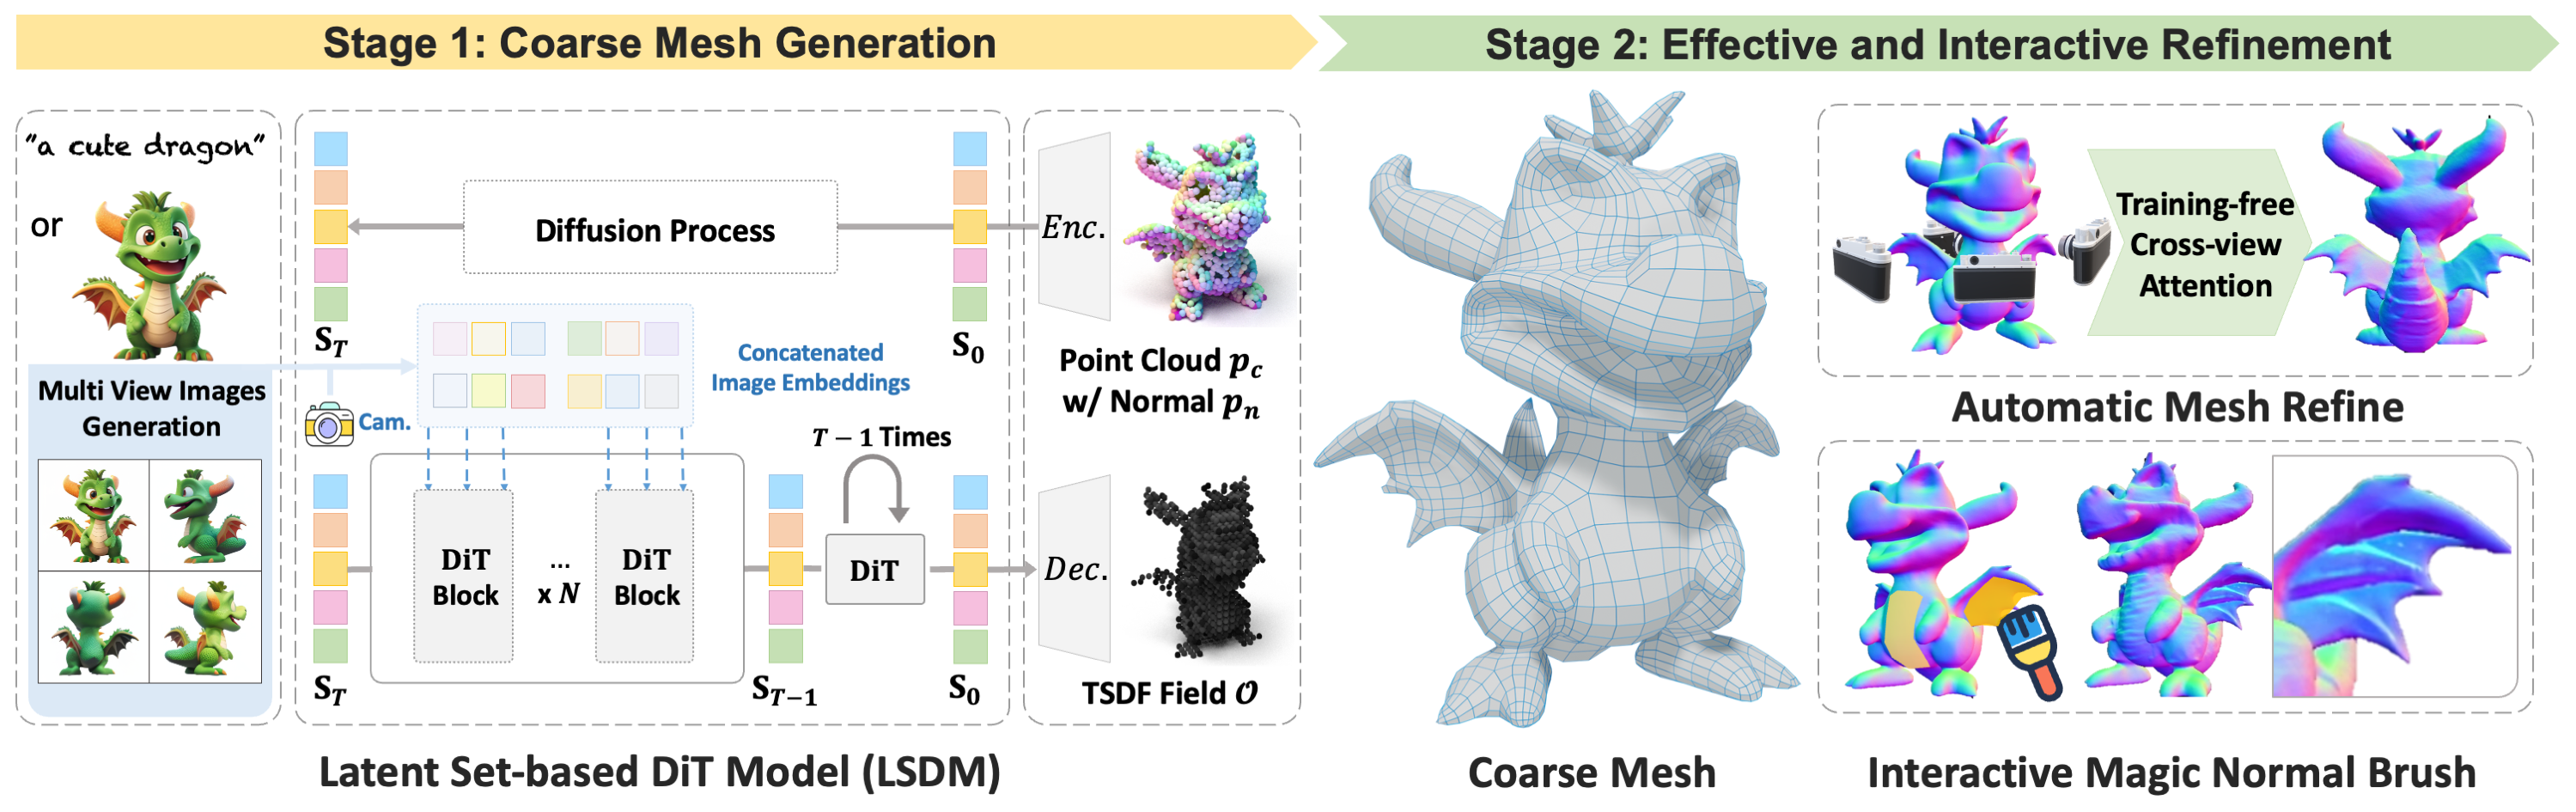 Stage 1: Coarse Mesh Generation
Stage 2: Effective and Interactive Refinement
"a cute dragon"
or
Multi View Images
Generation
Diffusion Process
S_T
S_0
Concatenated
Image Embeddings
Cam.
DiT
Block
...
x N
DiT
Block
T − 1 Times
DiT
S_T
S_{T−1}
S_0
Enc.
Point Cloud p_c
w/ Normal p_n
Dec.
TSDF Field 𝒪
Latent Set-based DiT Model (LSDM)
Coarse Mesh
Training-free
Cross-view
Attention
Automatic Mesh Refine
Interactive Magic Normal Brush